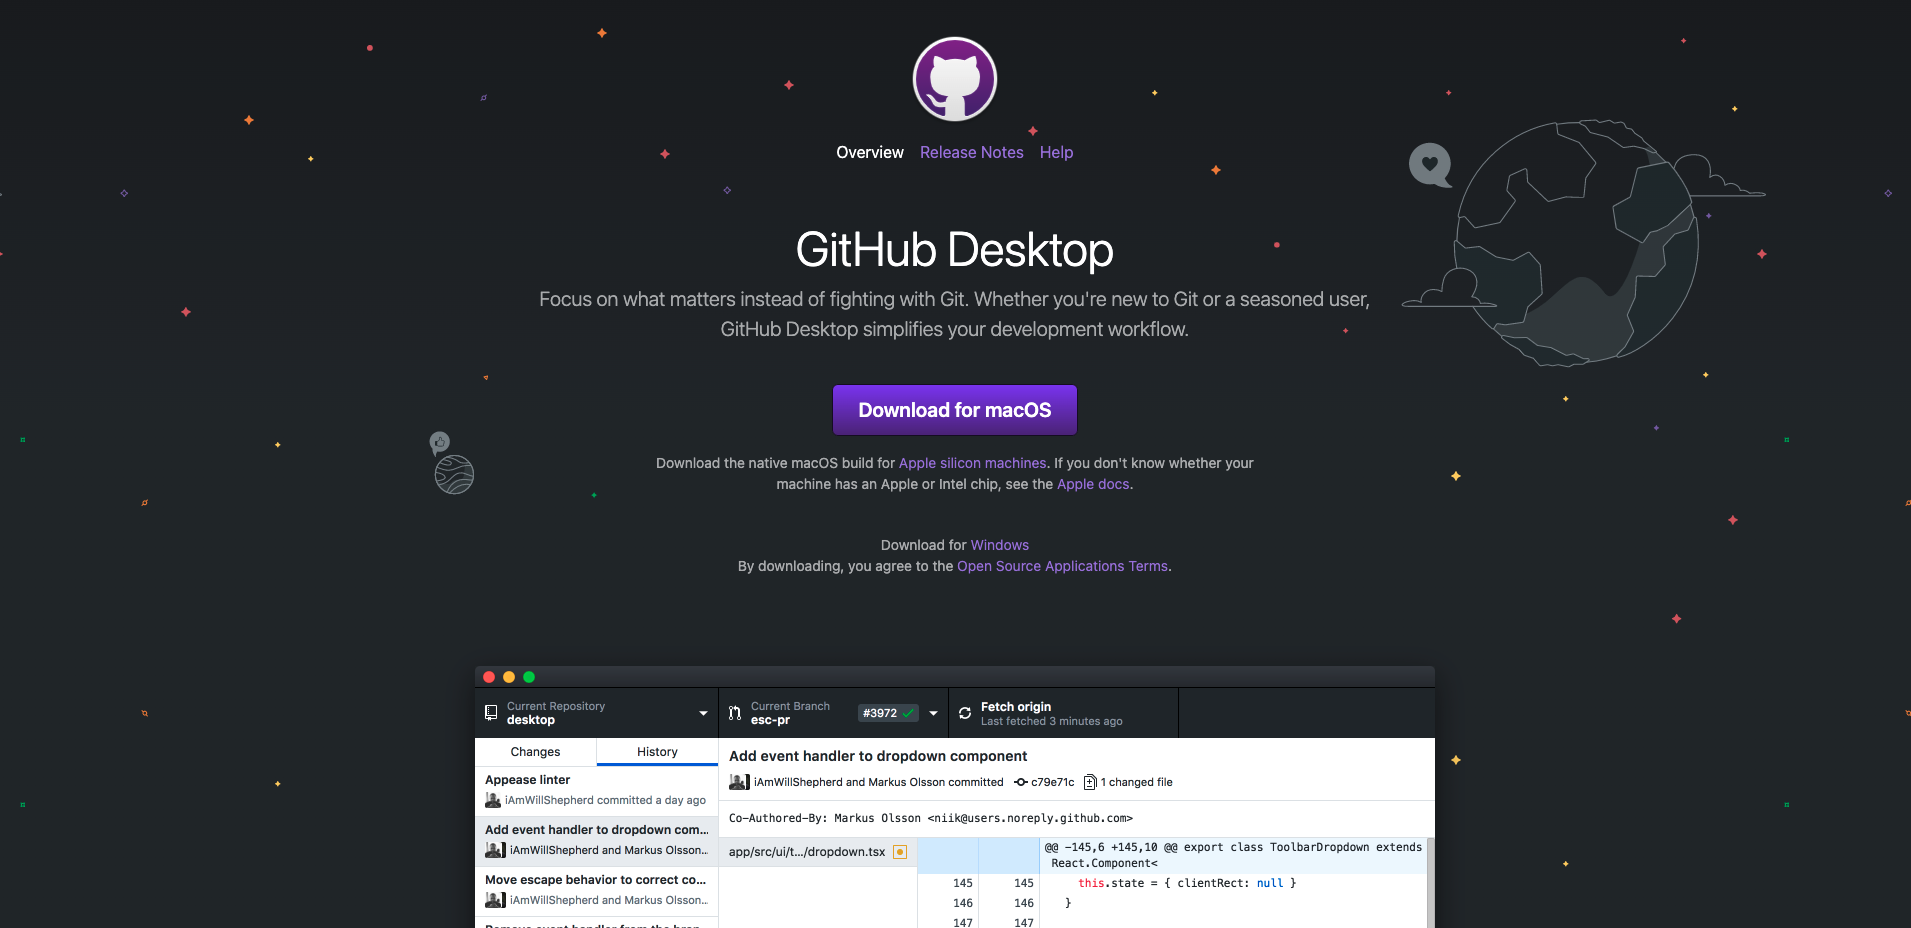 Overview Release Notes Help
GitHub Desktop
Focus on what matters instead of fighting with Git. Whether you're new to Git or a seasoned user,
GitHub Desktop simplifies your development workflow.
Download for macOS
Download the native macOS build for Apple silicon machines. If you don't know whether your
machine has an Apple or Intel chip, see the Apple docs.
Download for Windows
By downloading, you agree to the Open Source Applications Terms.
Current Repository
desktop
Current Branch
esc-pr
#3972
Fetch origin
Last fetched 3 minutes ago
Changes History
Appease linter
iAmWillShepherd committed a day ago
Add event handler to dropdown com...
iAmWillShepherd and Markus Olsson...
Move escape behavior to correct co...
iAmWillShepherd and Markus Olsson...
Add event handler to dropdown component
iAmWillShepherd and Markus Olsson committed c79e71c 1 changed file
Co-Authored-By: Markus Olsson <niik@users.noreply.github.com>
app/src/ui/t.../dropdown.tsx
@@ -145,6 +145,10 @@ export class ToolbarDropdown extends
React.Component<
145 145 this.state = { clientRect: null }
146 146 }
147 147